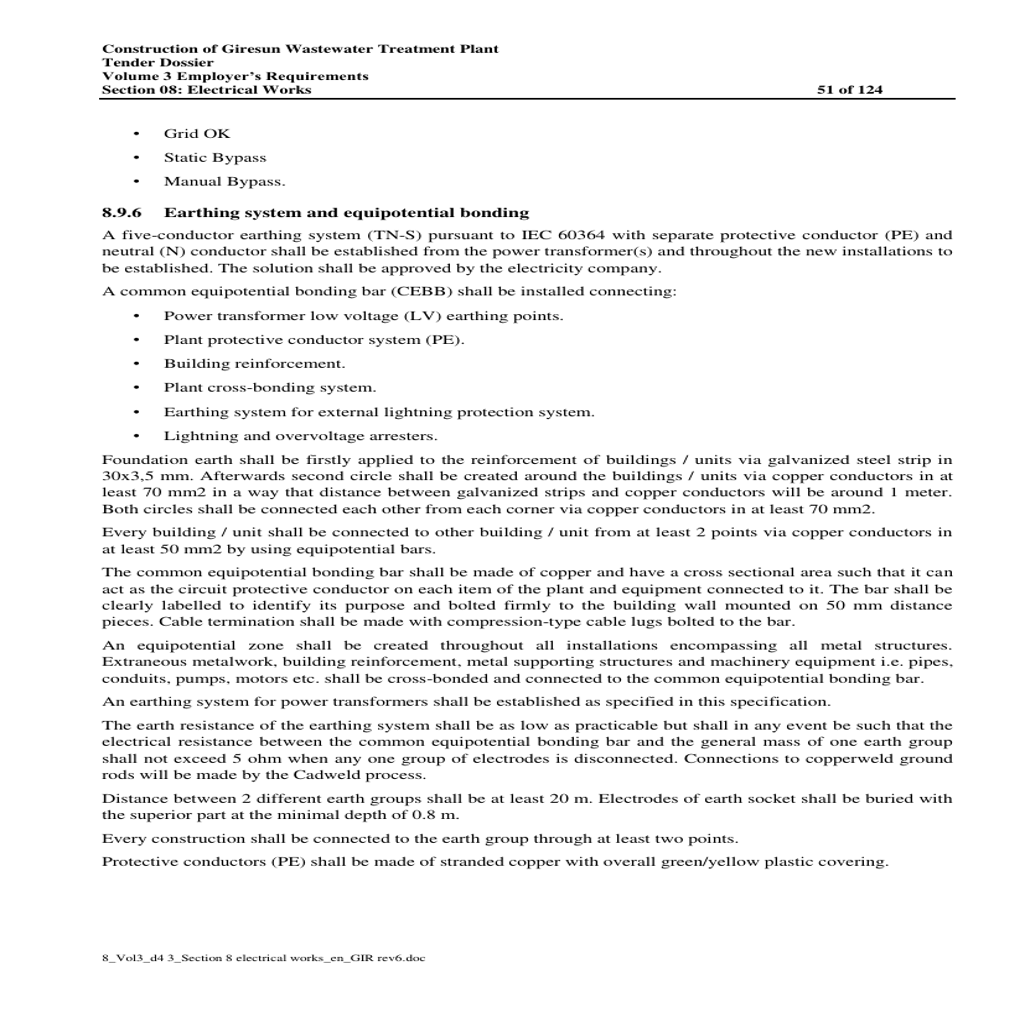 Construction of Giresun Wastewater Treatment Plant
Tender Dossier
Volume 3 Employer's Requirements
Section 08: Electrical Works 51 of 124
• Grid OK
• Static Bypass
• Manual Bypass.
8.9.6 Earthing system and equipotential bonding
A five-conductor earthing system (TN-S) pursuant to IEC 60364 with separate protective conductor (PE) and
neutral (N) conductor shall be established from the power transformer(s) and throughout the new installations to
be established. The solution shall be approved by the electricity company.
A common equipotential bonding bar (CEBB) shall be installed connecting:
• Power transformer low voltage (LV) earthing points.
• Plant protective conductor system (PE).
• Building reinforcement.
• Plant cross-bonding system.
• Earthing system for external lightning protection system.
• Lightning and overvoltage arresters.
Foundation earth shall be firstly applied to the reinforcement of buildings / units via galvanized steel strip in
30x3,5 mm. Afterwards second circle shall be created around the buildings / units via copper conductors in at
least 70 mm2 in a way that distance between galvanized strips and copper conductors will be around 1 meter.
Both circles shall be connected each other from each corner via copper conductors in at least 70 mm2.
Every building / unit shall be connected to other building / unit from at least 2 points via copper conductors in
at least 50 mm2 by using equipotential bars.
The common equipotential bonding bar shall be made of copper and have a cross sectional area such that it can
act as the circuit protective conductor on each item of the plant and equipment connected to it. The bar shall be
clearly labelled to identify its purpose and bolted firmly to the building wall mounted on 50 mm distance
pieces. Cable termination shall be made with compression-type cable lugs bolted to the bar.
An equipotential zone shall be created throughout all installations encompassing all metal structures.
Extraneous metalwork, building reinforcement, metal supporting structures and machinery equipment i.e. pipes,
conduits, pumps, motors etc. shall be cross-bonded and connected to the common equipotential bonding bar.
An earthing system for power transformers shall be established as specified in this specification.
The earth resistance of the earthing system shall be as low as practicable but shall in any event be such that the
electrical resistance between the common equipotential bonding bar and the general mass of one earth group
shall not exceed 5 ohm when any one group of electrodes is disconnected. Connections to copperweld ground
rods will be made by the Cadweld process.
Distance between 2 different earth groups shall be at least 20 m. Electrodes of earth socket shall be buried with
the superior part at the minimal depth of 0.8 m.
Every construction shall be connected to the earth group through at least two points.
Protective conductors (PE) shall be made of stranded copper with overall green/yellow plastic covering.
8_Vol3_d4 3_Section 8 electrical works_en_GIR rev6.doc